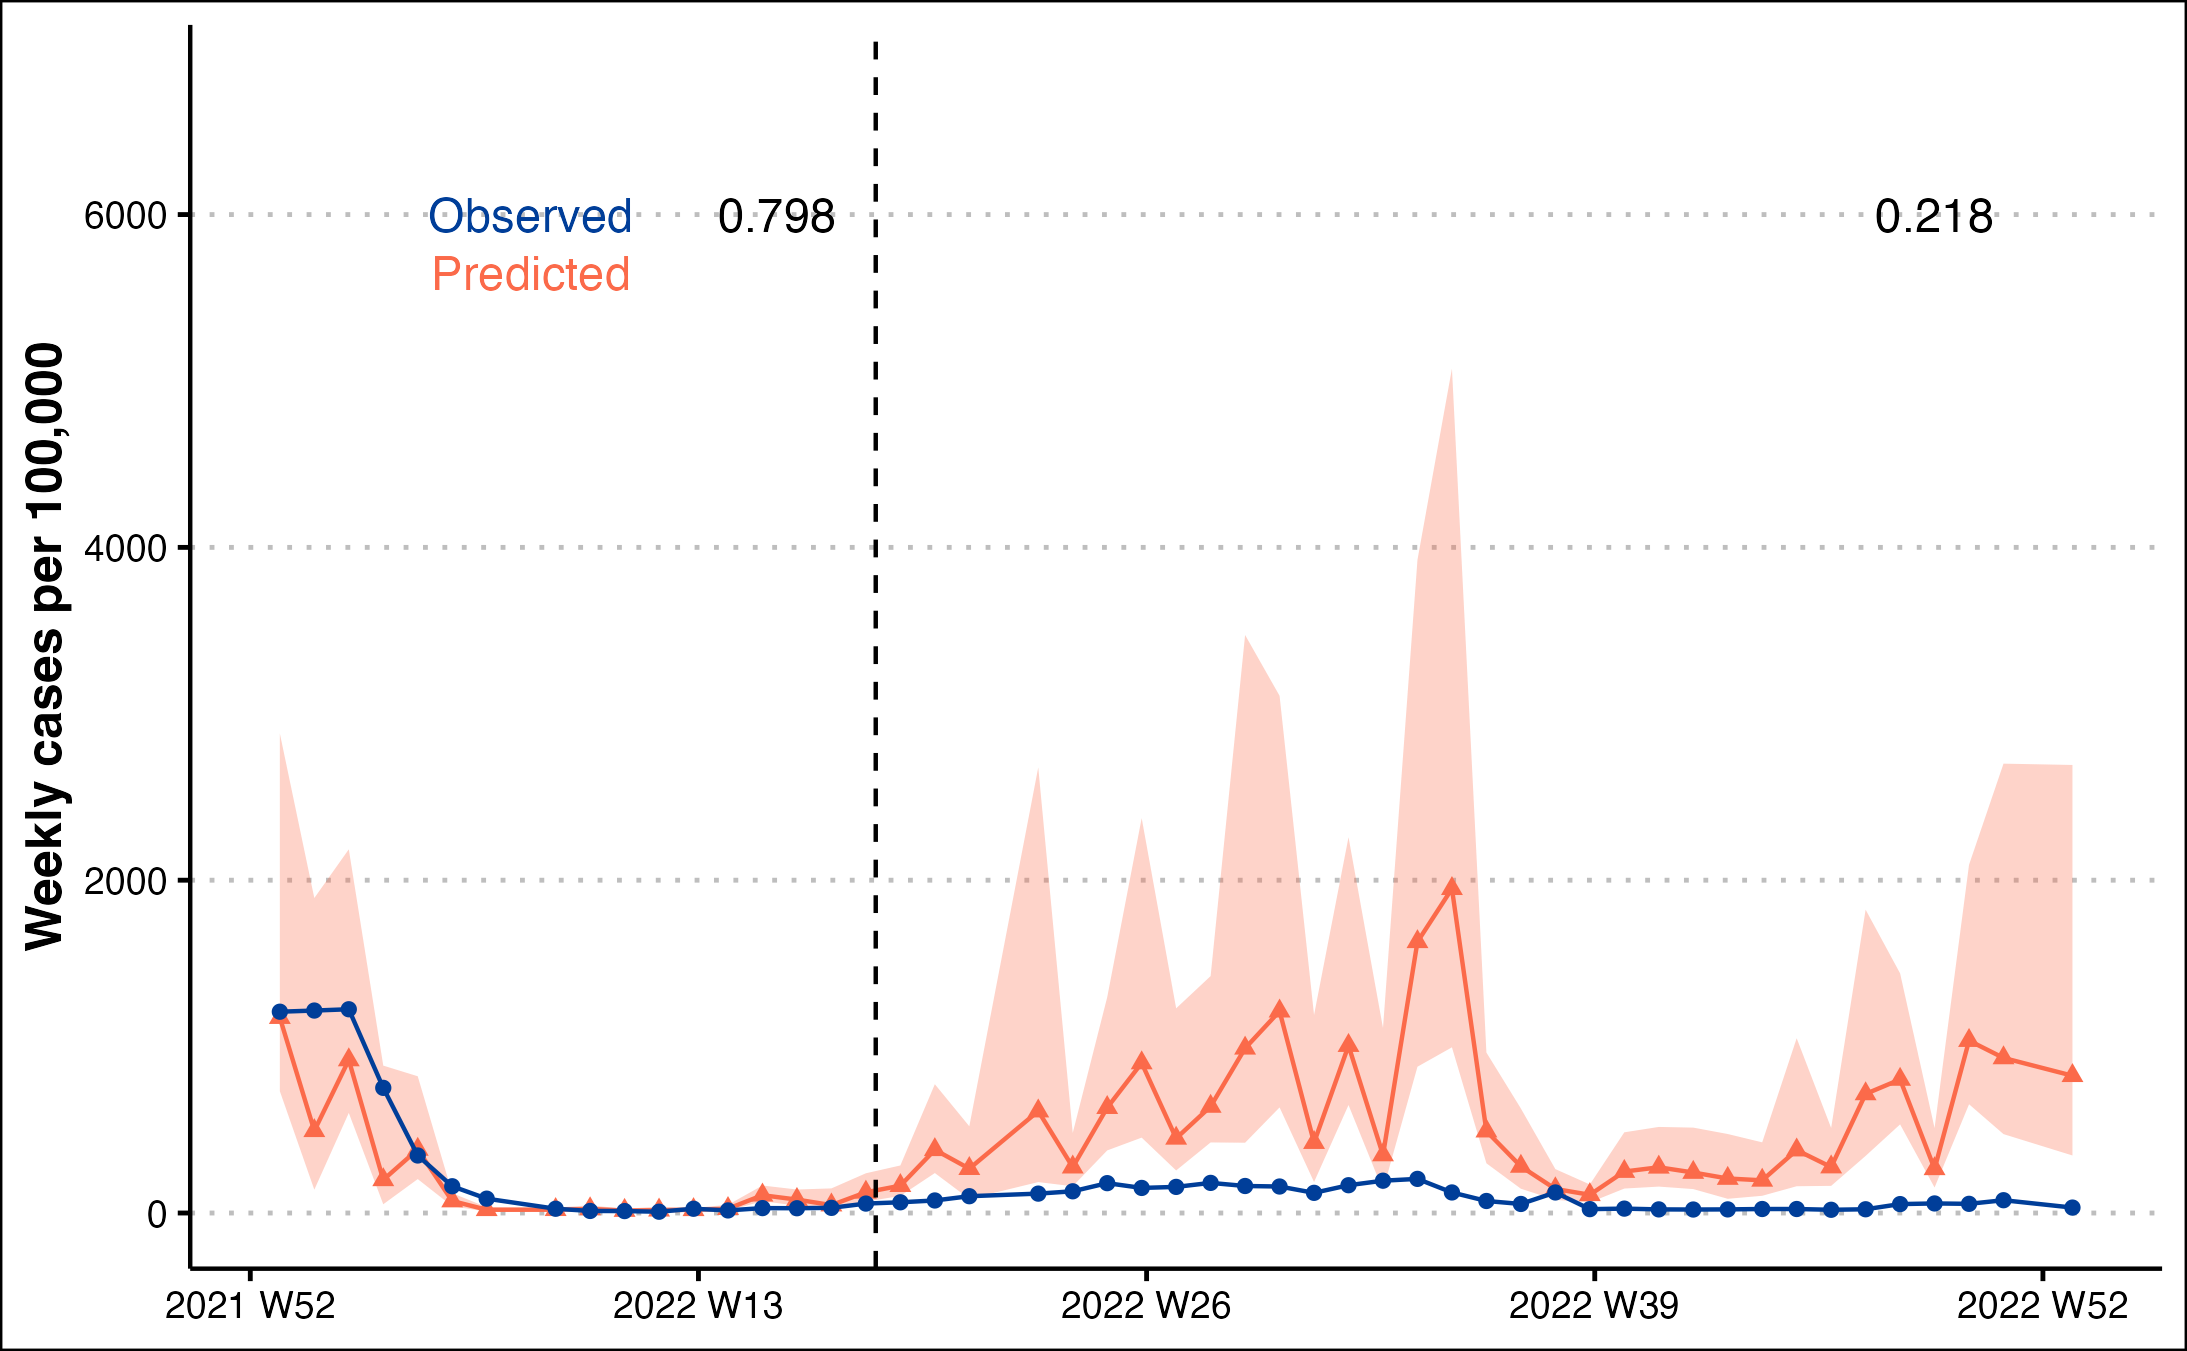 Weekly cases per 100,000
6000
4000
2000
0
Observed
Predicted
0.798
0.218
2021 W52
2022 W13
2022 W26
2022 W39
2022 W52